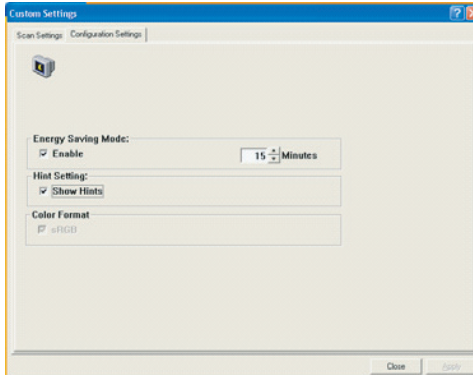 Custom Settings
Scan Settings Configuration Settings
Energy Saving Mode:
Enable 15 Minutes
Hint Setting:
Show Hints
Color Format
sRGB
Close Apply